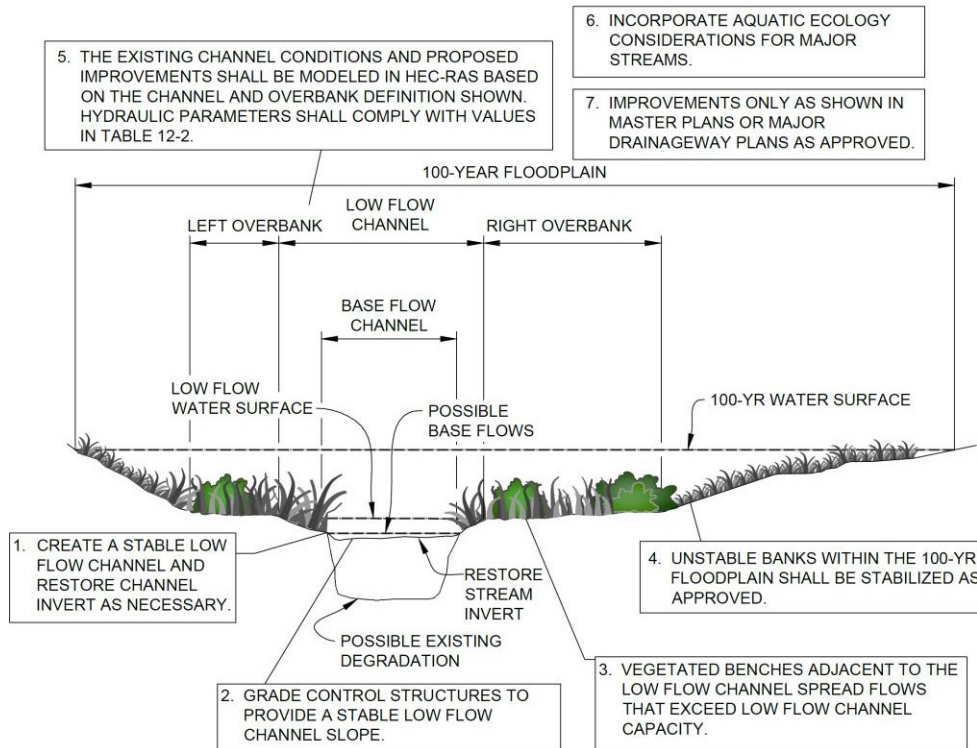 5. THE EXISTING CHANNEL CONDITIONS AND PROPOSED
IMPROVEMENTS SHALL BE MODELED IN HEC-RAS BASED
ON THE CHANNEL AND OVERBANK DEFINITION SHOWN.
HYDRAULIC PARAMETERS SHALL COMPLY WITH VALUES
IN TABLE 12-2.
6. INCORPORATE AQUATIC ECOLOGY
CONSIDERATIONS FOR MAJOR
STREAMS.
7. IMPROVEMENTS ONLY AS SHOWN IN
MASTER PLANS OR MAJOR
DRAINAGEWAY PLANS AS APPROVED.
100-YEAR FLOODPLAIN
LEFT OVERBANK
LOW FLOW
CHANNEL
RIGHT OVERBANK
BASE FLOW
CHANNEL
LOW FLOW
WATER SURFACE
POSSIBLE
BASE FLOWS
100-YR WATER SURFACE
1. CREATE A STABLE LOW
FLOW CHANNEL AND
RESTORE CHANNEL
INVERT AS NECESSARY.
RESTORE
STREAM
INVERT
4. UNSTABLE BANKS WITHIN THE 100-YR
FLOODPLAIN SHALL BE STABILIZED AS
APPROVED.
POSSIBLE EXISTING
DEGRADATION
2. GRADE CONTROL STRUCTURES TO
PROVIDE A STABLE LOW FLOW
CHANNEL SLOPE.
3. VEGETATED BENCHES ADJACENT TO THE
LOW FLOW CHANNEL SPREAD FLOWS
THAT EXCEED LOW FLOW CHANNEL
CAPACITY.